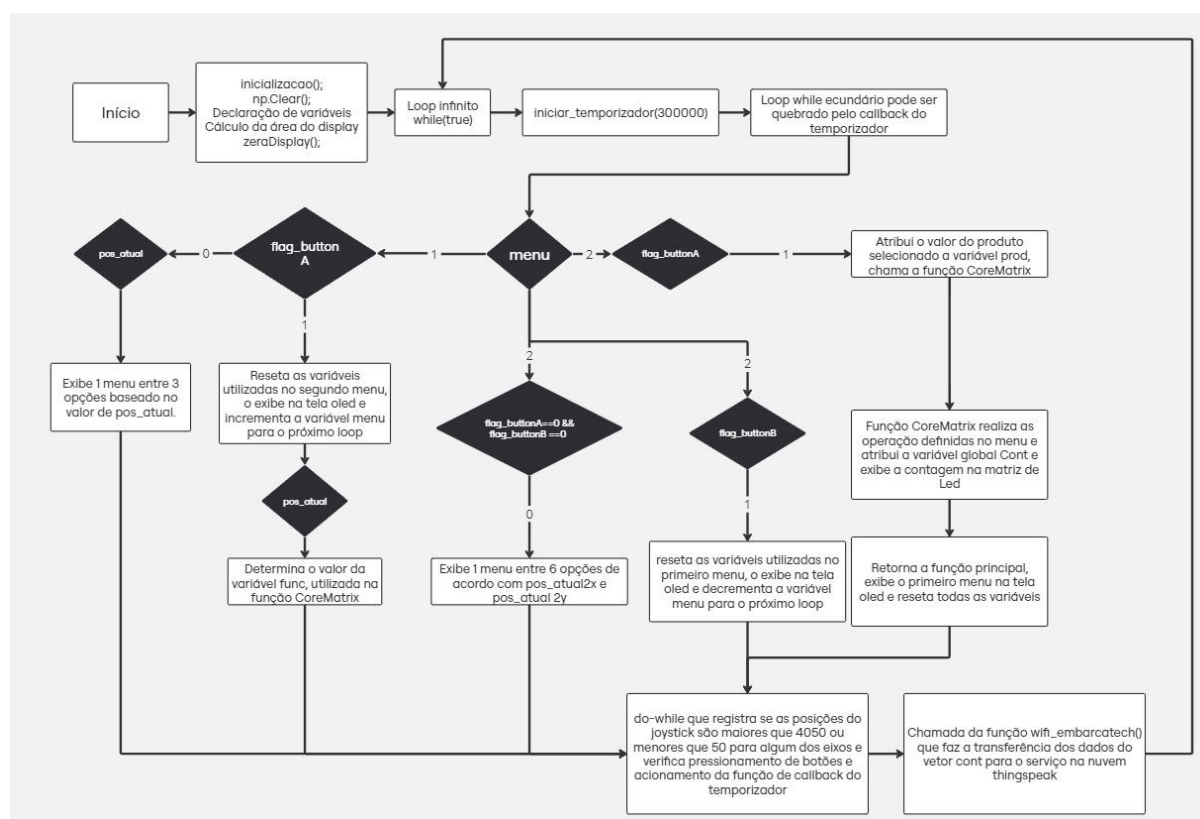 Início
inicializacao();
np.Clear();
Declaração de variáveis
Cálculo da área do display
zeraDisplay();
Loop infinito
while(true)
iniciar_temporizador(300000)
Loop while ecundário pode ser
quebrado pelo callback do
temporizador
pos_atual
0
flag_button
A
1
menu
2
flag_buttonA
1
Atribui o valor do produto
selecionado a variável prod,
chama a função CoreMatrix
1
2
2
Exibe 1 menu entre 3
opções baseado no
valor de pos_atual.
Reseta as variáveis
utilizadas no segundo menu,
o exibe na tela oled e
incrementa a variável menu
para o próximo loop
flag_buttonA==0 &&
flag_buttonB ==0
flag_buttonB
Função CoreMatrix realiza as
operação definidas no menu e
atribui a variável global Cont e
exibe a contagem na matriz de
Led
pos_atual
0
1
Determina o valor da
variável func, utilizada na
função CoreMatrix
Exibe 1 menu entre 6 opções de
acordo com pos_atual2x e
pos_atual 2y
reseta as variáveis utilizadas no
primeiro menu, o exibe na tela
oled e decrementa a variável
menu para o próximo loop
Retorna a função principal,
exibe o primeiro menu na tela
oled e reseta todas as variáveis
do-while que registra se as posições do
joystick são maiores que 4050 ou
menores que 50 para algum dos eixos e
verifica pressionamento de botões e
acionamento da função de callback do
temporizador
Chamada da função wifi_embarcatech()
que faz a transferência dos dados do
vetor cont para o serviço na nuvem
thingspeak